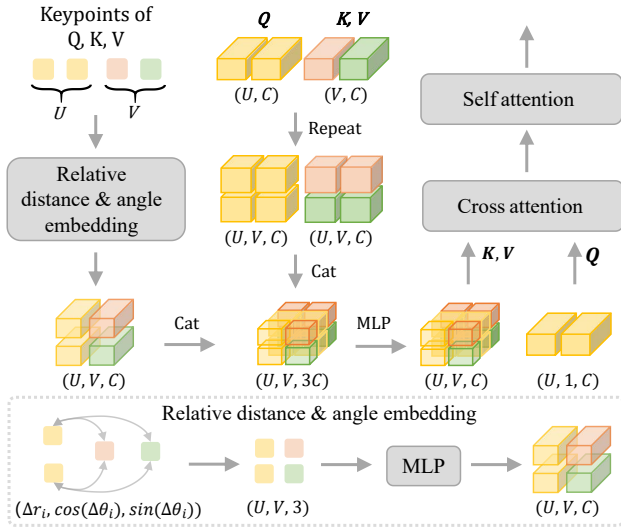 Keypoints of
Q, K, V
U
V
Relative
distance & angle
embedding
(U, V, C)
Cat
Q
K, V
(U, C)
(V, C)
Repeat
(U, V, C)
(U, V, C)
Cat
(U, V, 3C)
MLP
(U, V, C)
(U, 1, C)
K, V
Q
Cross attention
Self attention
Relative distance & angle embedding
(Δr_i, cos(Δθ_i), sin(Δθ_i))
(U, V, 3)
MLP
(U, V, C)